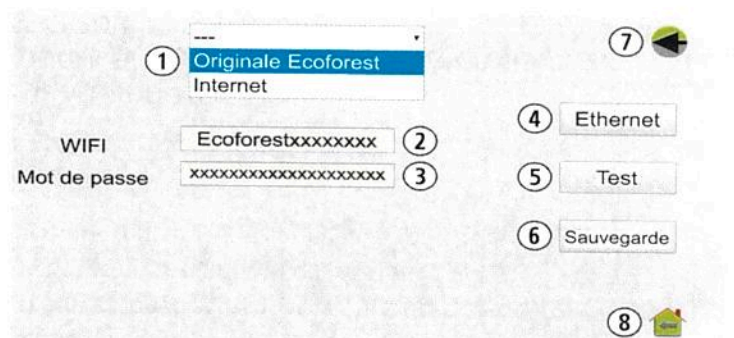 ---
① Originale Ecoforest
Internet
WIFI Ecoforestxxxxxxxx ②
Mot de passe xxxxxxxxxxxxxxxxxxxx ③
⑦
④ Ethernet
⑤ Test
⑥ Sauvegarde
⑧